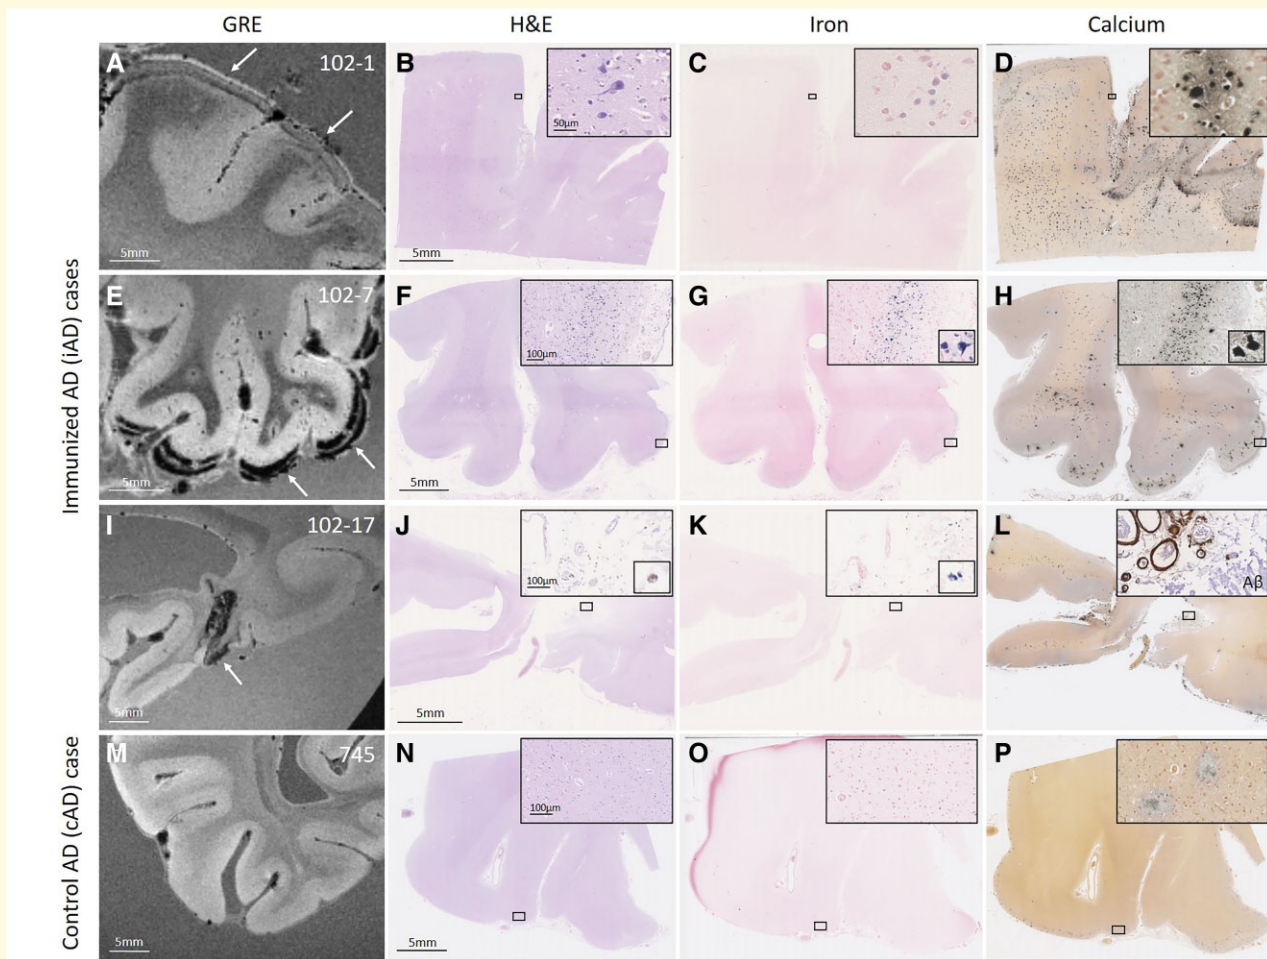 GRE H&E Iron Calcium
Immunized AD (iAD) cases
A 102-1 5mm
B 50µm 5mm
C
D
E 102-7 5mm
F 100µm 5mm
G
H
I 102-17 5mm
J 100µm 5mm
K
L Aβ
Control AD (cAD) case
M 745 5mm
N 100µm 5mm
O
P